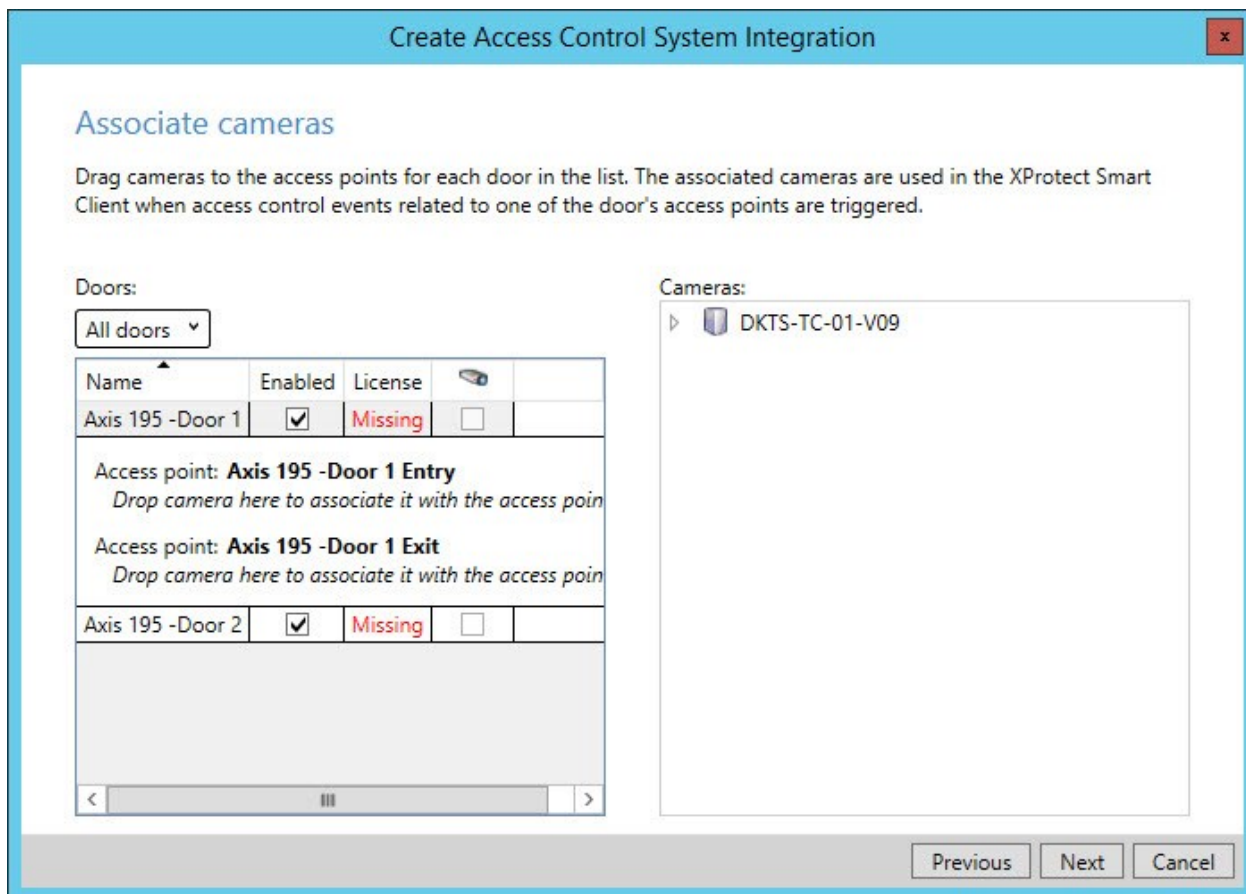 Create Access Control System Integration
x
Associate cameras
Drag cameras to the access points for each door in the list. The associated cameras are used in the XProtect Smart
Client when access control events related to one of the door's access points are triggered.
Doors:
All doors
Name Enabled License
Axis 195 -Door 1 Missing
Access point: Axis 195 -Door 1 Entry
Drop camera here to associate it with the access poin
Access point: Axis 195 -Door 1 Exit
Drop camera here to associate it with the access poin
Axis 195 -Door 2 Missing
Cameras:
DKTS-TC-01-V09
Previous Next Cancel